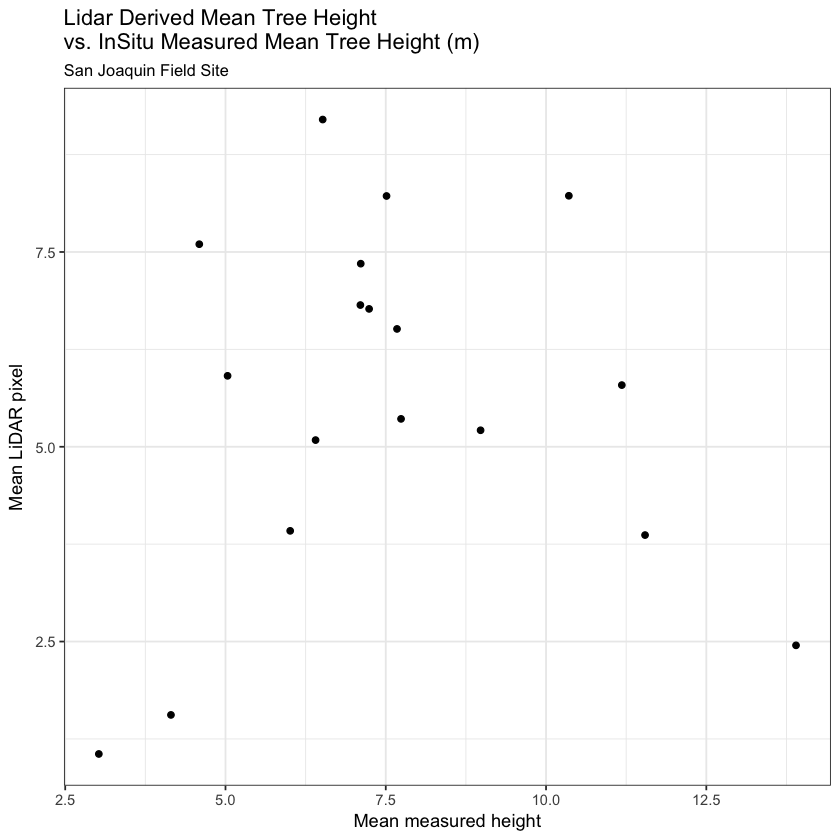 Lidar Derived Mean Tree Height
vs. InSitu Measured Mean Tree Height (m)
San Joaquin Field Site
Mean LiDAR pixel
7.5
5.0
2.5
2.5 5.0 7.5 10.0 12.5
Mean measured height